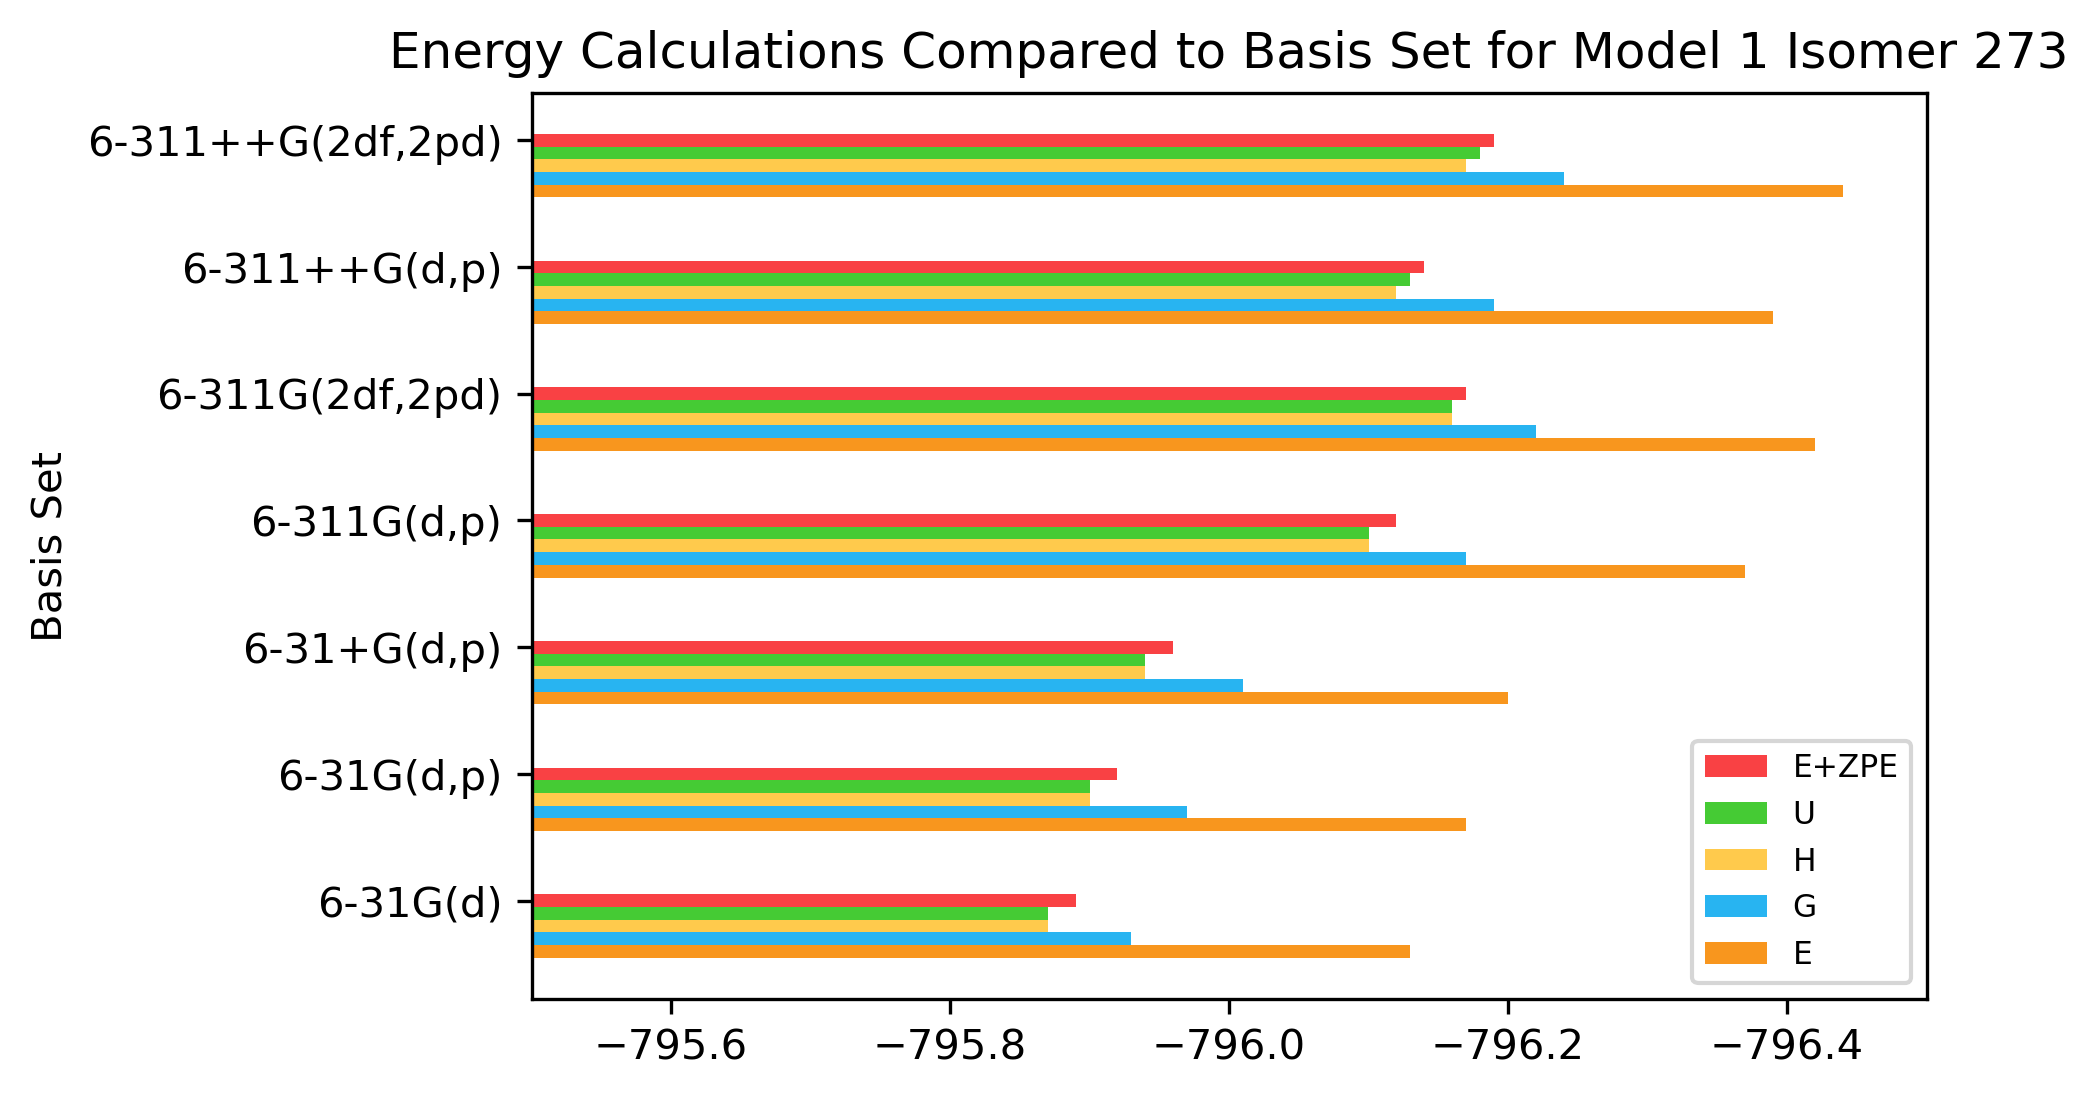 Energy Calculations Compared to Basis Set for Model 1 Isomer 273
6-311++G(2df,2pd)
6-311++G(d,p)
6-311G(2df,2pd)
6-311G(d,p)
6-31+G(d,p)
6-31G(d,p)
6-31G(d)
Basis Set
E+ZPE
U
H
G
E
−795.6 −795.8 −796.0 −796.2 −796.4